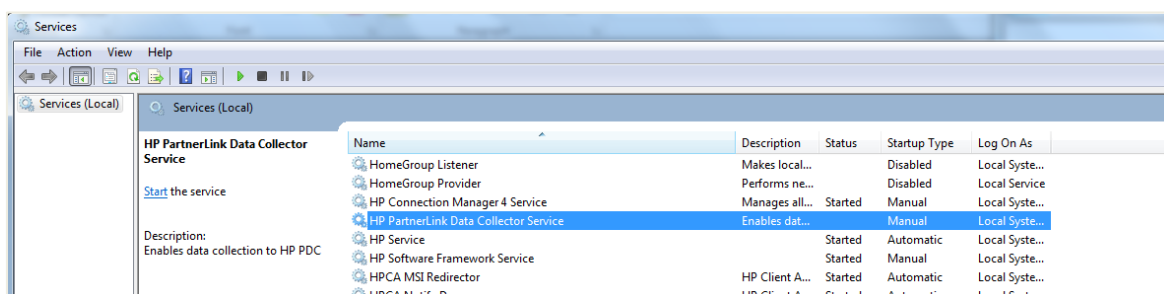 Services
File Action View Help
Services (Local)
Services (Local)
HP PartnerLink Data Collector
Service
Start the service
Description:
Enables data collection to HP PDC
Name Description Status Startup Type Log On As
HomeGroup Listener Makes local... Disabled Local Syste...
HomeGroup Provider Performs ne... Disabled Local Service
HP Connection Manager 4 Service Manages all... Started Manual Local Syste...
HP PartnerLink Data Collector Service Enables dat... Manual Local Syste...
HP Service Started Automatic Local Syste...
HP Software Framework Service Started Manual Local Syste...
HPCA MSI Redirector HP Client A... Started Automatic Local Syste...